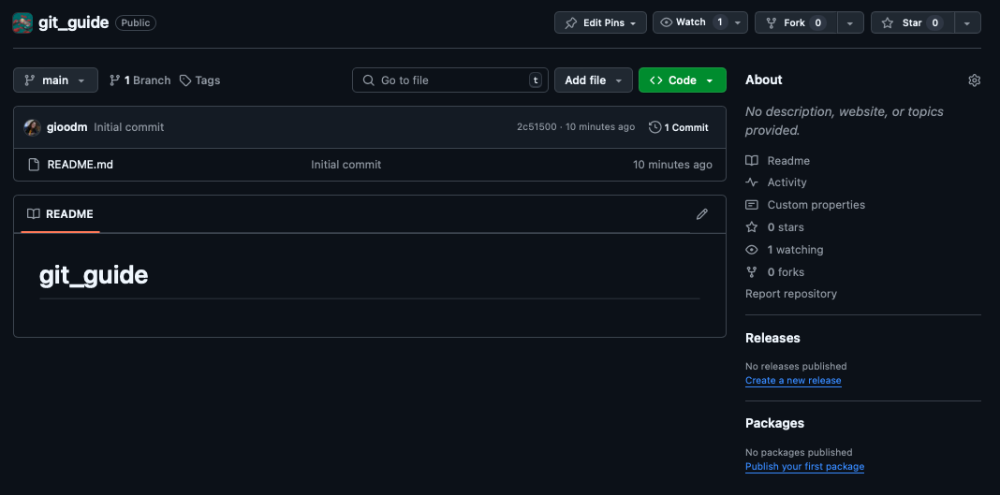 git_guide Public Edit Pins Watch 1 Fork 0 Star 0
main 1 Branch Tags Go to file t Add file Code
gioodm Initial commit 2c51500 · 10 minutes ago 1 Commit
README.md Initial commit 10 minutes ago
README
git_guide
About
No description, website, or topics
provided.
Readme
Activity
Custom properties
0 stars
1 watching
0 forks
Report repository
Releases
No releases published
Create a new release
Packages
No packages published
Publish your first package